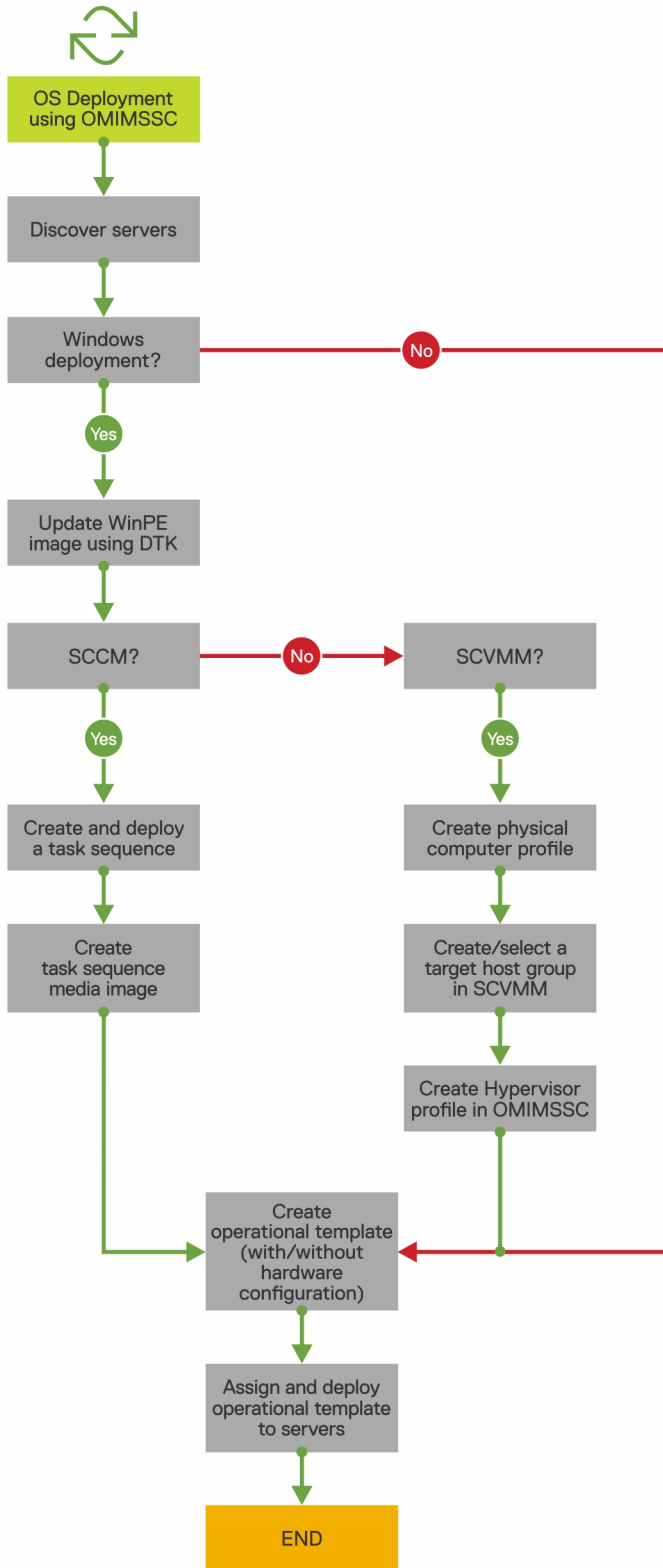 OS Deployment
using OMIMSSC
Discover servers
Windows
deployment?
No
Yes
Update WinPE
image using DTK
SCCM?
No
SCVMM?
Yes
Yes
Create and deploy
a task sequence
Create physical
computer profile
Create
task sequence
media image
Create/select a
target host group
in SCVMM
Create Hypervisor
profile in OMIMSSC
Create
operational template
(with/without
hardware
configuration)
Assign and deploy
operational template
to servers
END